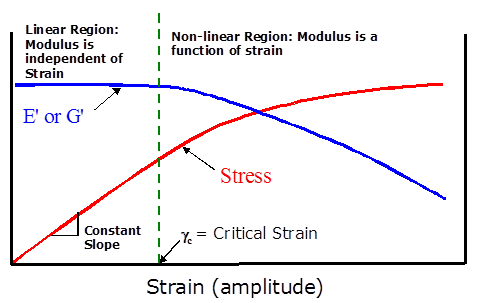 Linear Region:
Modulus is
independent of
Strain
Non-linear Region: Modulus is a
function of strain
E' or G'
Stress
Constant
Slope
γc = Critical Strain
Strain (amplitude)